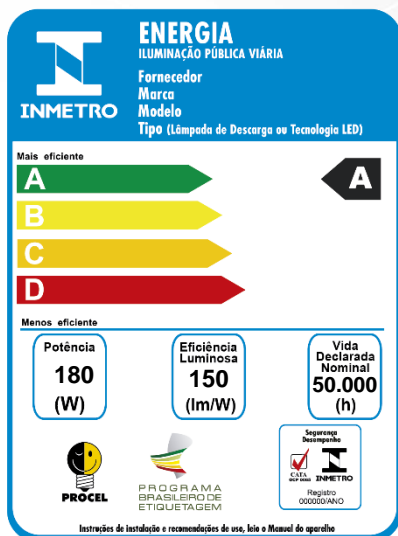 ENERGIA
ILUMINAÇÃO PÚBLICA VIÁRIA
Fornecedor
Marca
Modelo
Tipo (Lâmpada de Descarga ou Tecnologia LED)
INMETRO
Mais eficiente
A
A
B
C
D
Menos eficiente
Potência
180
(W)
Eficiência
Luminosa
150
(lm/W)
Vida
Declarada
Nominal
50.000
(h)
PROCEL
PROGRAMA
BRASILEIRO DE
ETIQUETAGEM
Segurança
Desempenho
INMETRO
Registro
000000/ANO
Instruções de instalação e recomendações de uso, leia o Manual do aparelho